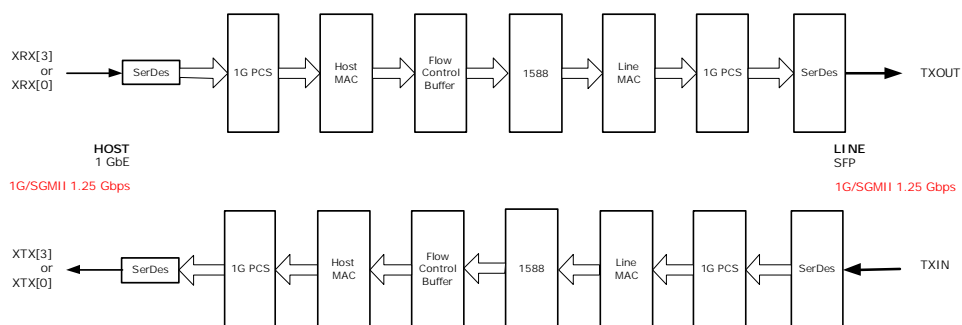 XRX[3]
or
XRX[0]
SerDes
1G PCS
Host
MAC
Flow
Control
Buffer
1588
Line
MAC
1G PCS
SerDes
TXOUT
HOST
1 GbE
LINE
SFP
1G/SGMII 1.25 Gbps
1G/SGMII 1.25 Gbps
XTX[3]
or
XTX[0]
SerDes
1G PCS
Host
MAC
Flow
Control
Buffer
1588
Line
MAC
1G PCS
SerDes
TXIN